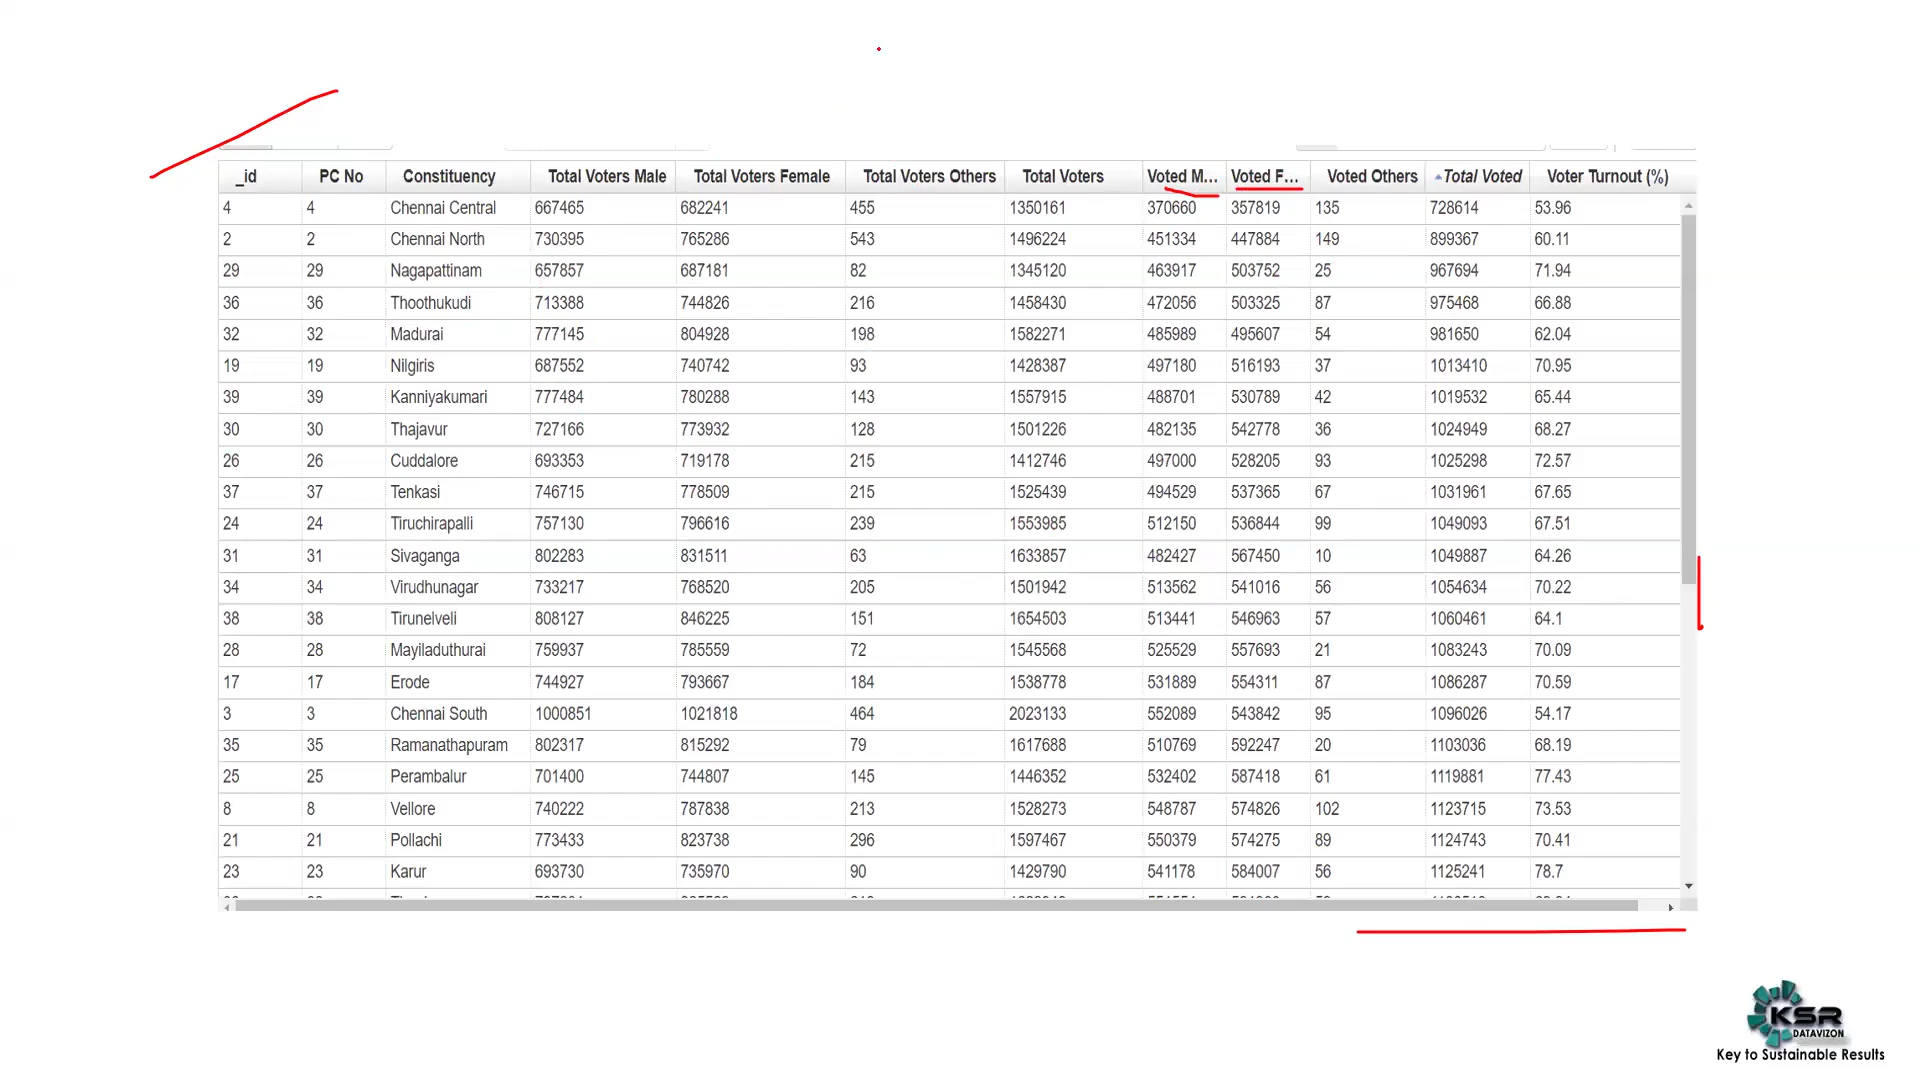 _id PC No Constituency Total Voters Male Total Voters Female Total Voters Others Total Voters Voted M... Voted F... Voted Others Total Voted Voter Turnout (%)
4 4 Chennai Central 667465 682241 455 1350161 370660 357819 135 728614 53.96
2 2 Chennai North 730395 765286 543 1496224 451334 447884 149 899367 60.11
29 29 Nagapattinam 657857 687181 82 1345120 463917 503752 25 967694 71.94
36 36 Thoothukudi 713388 744826 216 1458430 472056 503325 87 975468 66.88
32 32 Madurai 777145 804928 198 1582271 485989 495607 54 981650 62.04
19 19 Nilgiris 687552 740742 93 1428387 497180 516193 37 1013410 70.95
39 39 Kanniyakumari 777484 780288 143 1557915 488701 530789 42 1019532 65.44
30 30 Thajavur 727166 773932 128 1501226 482135 542778 36 1024949 68.27
26 26 Cuddalore 693353 719178 215 1412746 497000 528205 93 1025298 72.57
37 37 Tenkasi 746715 778509 215 1525439 494529 537365 67 1031961 67.65
24 24 Tiruchirapalli 757130 796616 239 1553985 512150 536844 99 1049093 67.51
31 31 Sivaganga 802283 831511 63 1633857 482427 567450 10 1049887 64.26
34 34 Virudhunagar 733217 768520 205 1501942 513562 541016 56 1054634 70.22
38 38 Tirunelveli 808127 846225 151 1654503 513441 546963 57 1060461 64.1
28 28 Mayiladuthurai 759937 785559 72 1545568 525529 557693 21 1083243 70.09
17 17 Erode 744927 793667 184 1538778 531889 554311 87 1086287 70.59
3 3 Chennai South 1000851 1021818 464 2023133 552089 543842 95 1096026 54.17
35 35 Ramanathapuram 802317 815292 79 1617688 510769 592247 20 1103036 68.19
25 25 Perambalur 701400 744807 145 1446352 532402 587418 61 1119881 77.43
8 8 Vellore 740222 787838 213 1528273 548787 574826 102 1123715 73.53
21 21 Pollachi 773433 823738 296 1597467 550379 574275 89 1124743 70.41
23 23 Karur 693730 735970 90 1429790 541178 584007 56 1125241 78.7
KSR
DATAVIZON
Key to Sustainable Results